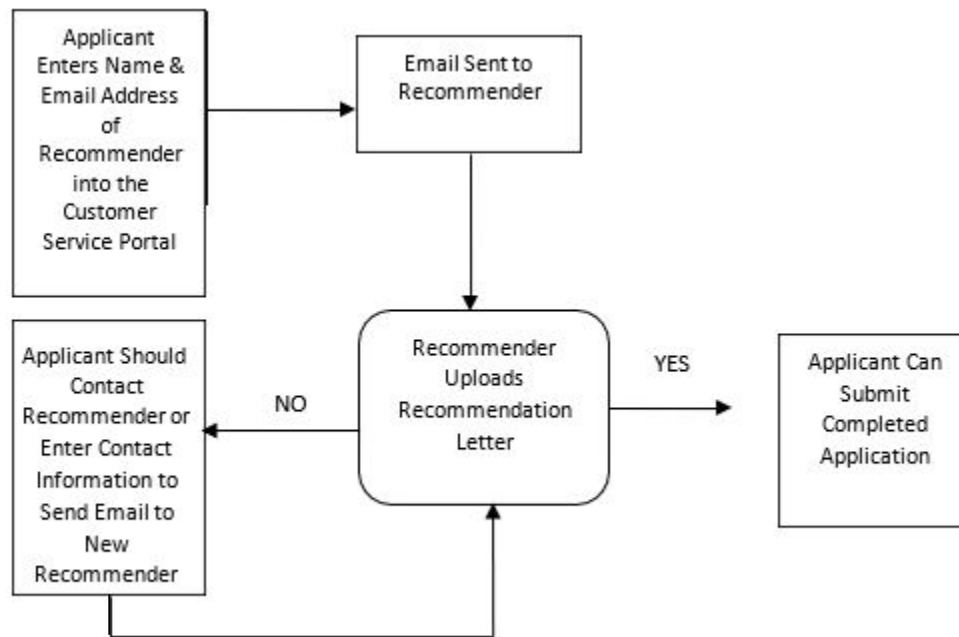 Applicant
Enters Name &
Email Address
of
Recommender
into the
Customer
Service Portal
Email Sent to
Recommender
Recommender
Uploads
Recommendation
Letter
YES
Applicant Can
Submit
Completed
Application
NO
Applicant Should
Contact
Recommender or
Enter Contact
Information to
Send Email to
New
Recommender